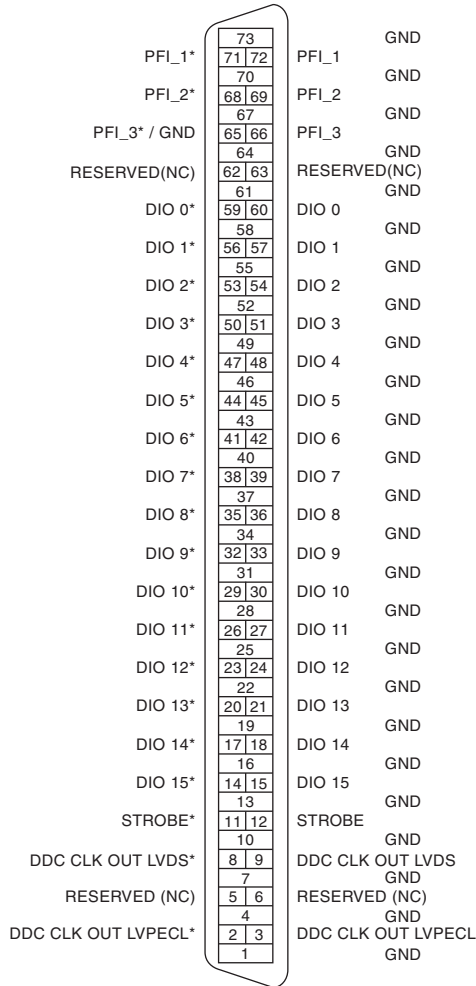 73 GND
PFI_1* 71 72 PFI_1
70 GND
PFI_2* 68 69 PFI_2
67 GND
PFI_3* / GND 65 66 PFI_3
64 GND
RESERVED(NC) 62 63 RESERVED(NC)
61 GND
DIO 0* 59 60 DIO 0
58 GND
DIO 1* 56 57 DIO 1
55 GND
DIO 2* 53 54 DIO 2
52 GND
DIO 3* 50 51 DIO 3
49 GND
DIO 4* 47 48 DIO 4
46 GND
DIO 5* 44 45 DIO 5
43 GND
DIO 6* 41 42 DIO 6
40 GND
DIO 7* 38 39 DIO 7
37 GND
DIO 8* 35 36 DIO 8
34 GND
DIO 9* 32 33 DIO 9
31 GND
DIO 10* 29 30 DIO 10
28 GND
DIO 11* 26 27 DIO 11
25 GND
DIO 12* 23 24 DIO 12
22 GND
DIO 13* 20 21 DIO 13
19 GND
DIO 14* 17 18 DIO 14
16 GND
DIO 15* 14 15 DIO 15
13 GND
STROBE* 11 12 STROBE
10 GND
DDC CLK OUT LVDS* 8 9 DDC CLK OUT LVDS
7 GND
RESERVED (NC) 5 6 RESERVED (NC)
4 GND
DDC CLK OUT LVPECL* 2 3 DDC CLK OUT LVPECL
1 GND